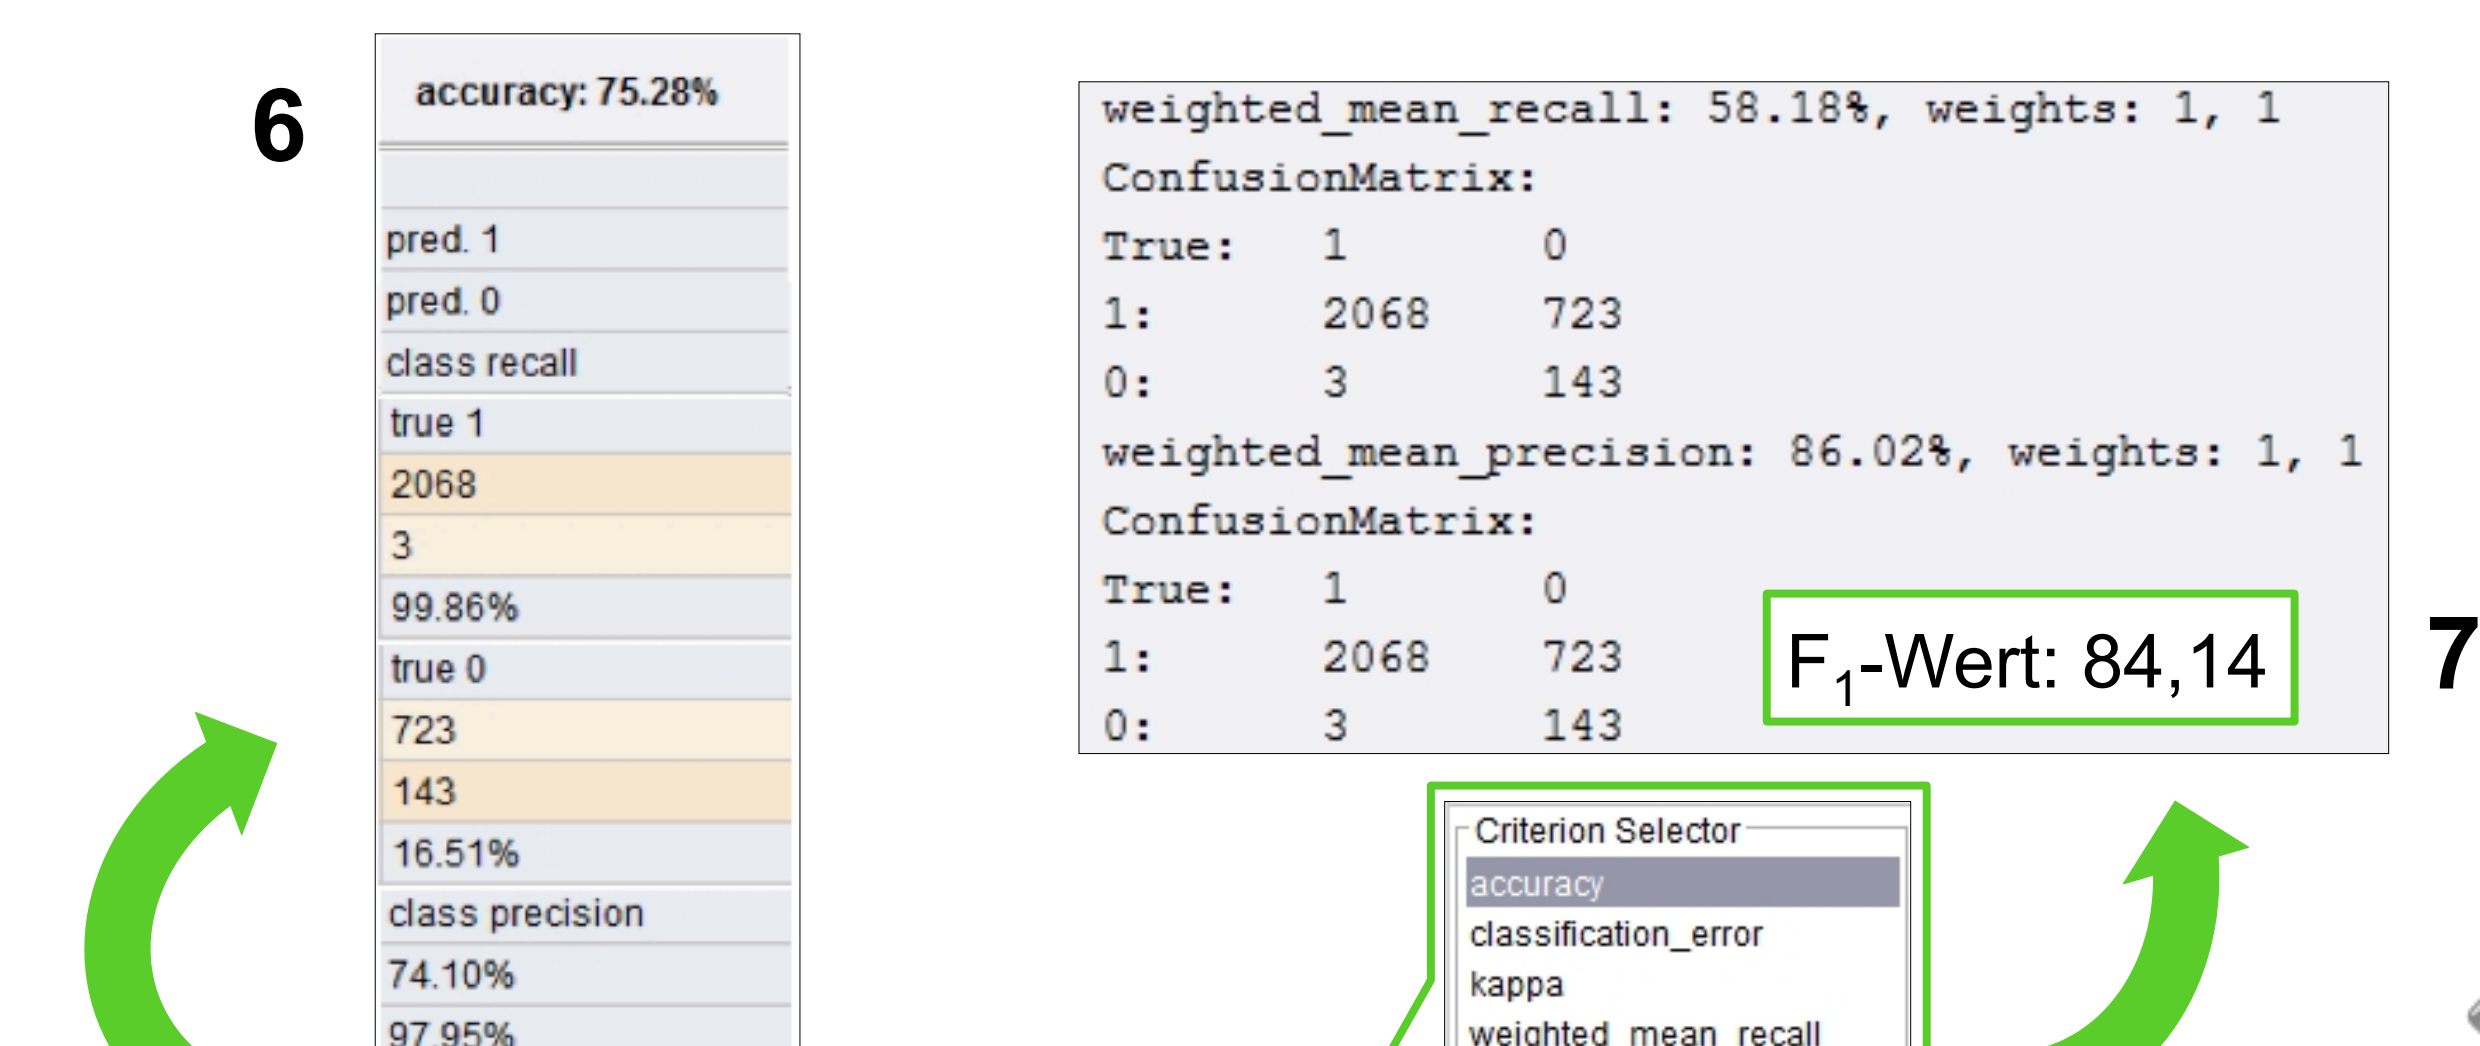 6
accuracy: 75.28%
pred. 1
pred. 0
class recall
true 1
2068
3
99.86%
true 0
723
143
16.51%
class precision
74.10%
97.95%
weighted_mean_recall: 58.18%, weights: 1, 1
ConfusionMatrix:
True: 1 0
1: 2068 723
0: 3 143
weighted_mean_precision: 86.02%, weights: 1, 1
ConfusionMatrix:
True: 1 0
1: 2068 723
0: 3 143
F1-Wert: 84,14
7
Criterion Selector
accuracy
classification_error
kappa
weighted_mean_recall